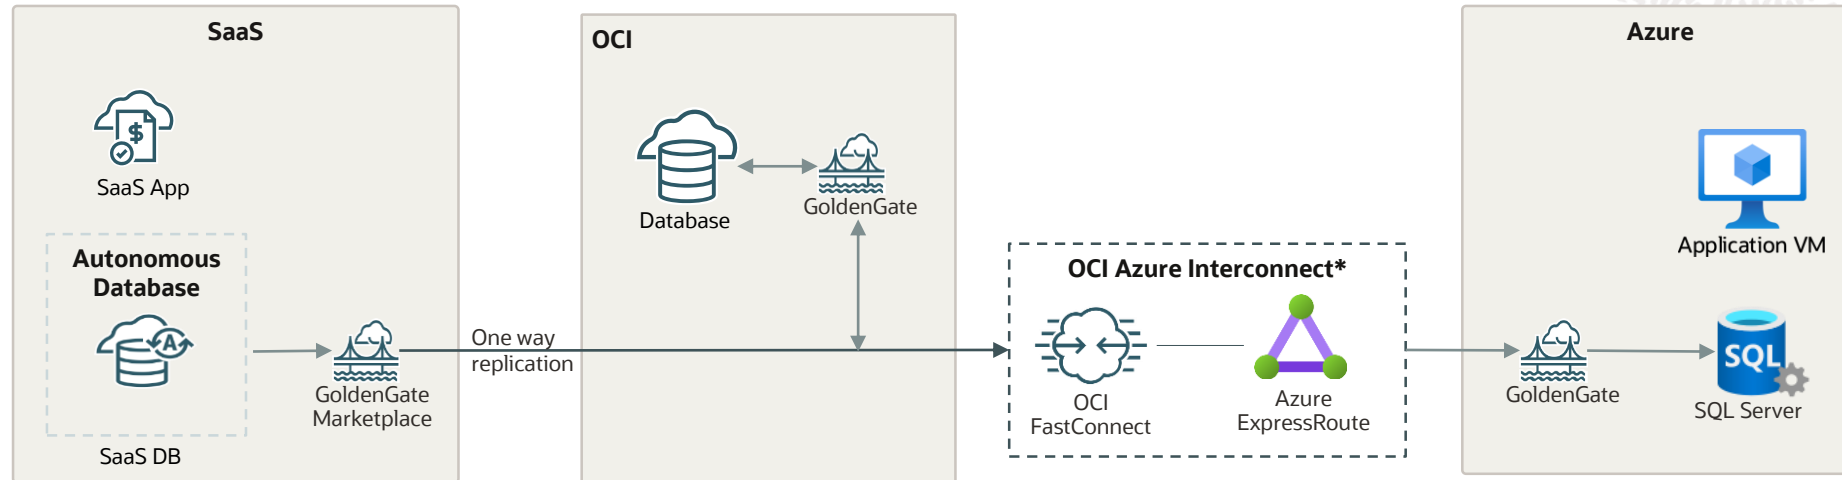 SaaS
SaaS App
Autonomous
Database
SaaS DB
GoldenGate
Marketplace
One way
replication
OCI
Database
GoldenGate
OCI Azure Interconnect*
OCI
FastConnect
Azure
ExpressRoute
Azure
Application VM
GoldenGate
SQL
SQL Server
$
A